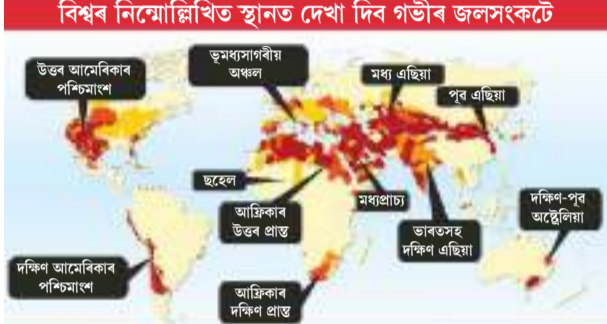 বিশ্বৰ নিন্মোল্লিখিত স্থানত দেখা দিব গভীৰ জলসংকটে
উত্তৰ আমেৰিকাৰ
পশ্চিমাংশ
ভূমধ্যসাগৰীয়
অঞ্চল
মধ্য এছিয়া
পূব এছিয়া
ছহেল
আফ্ৰিকাৰ
উত্তৰ প্ৰান্ত
মধ্যপ্ৰাচ্য
ভাৰতসহ
দক্ষিণ এছিয়া
দক্ষিণ-পূব
অষ্ট্ৰেলিয়া
দক্ষিণ আমেৰিকাৰ
পশ্চিমাংশ
আফ্ৰিকাৰ
দক্ষিণ প্ৰান্ত